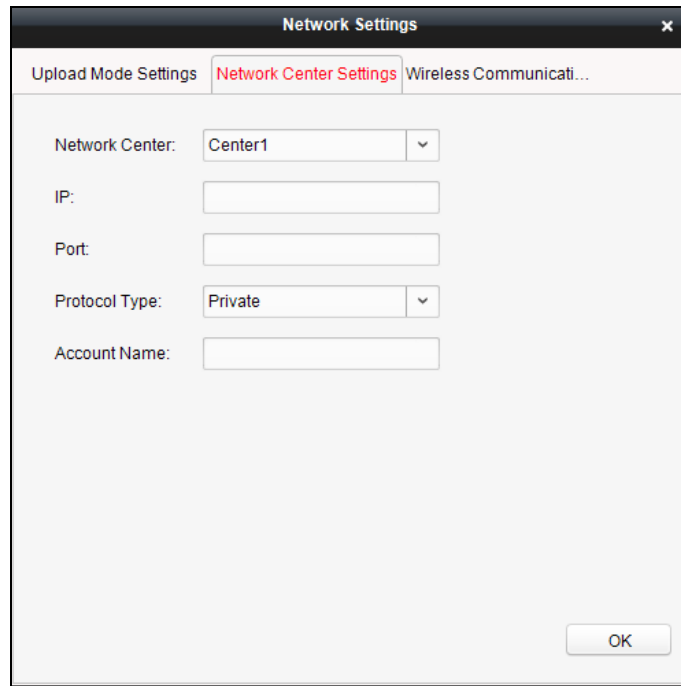 Network Settings
Upload Mode Settings Network Center Settings Wireless Communicati...
Network Center: Center1
IP:
Port:
Protocol Type: Private
Account Name:
OK